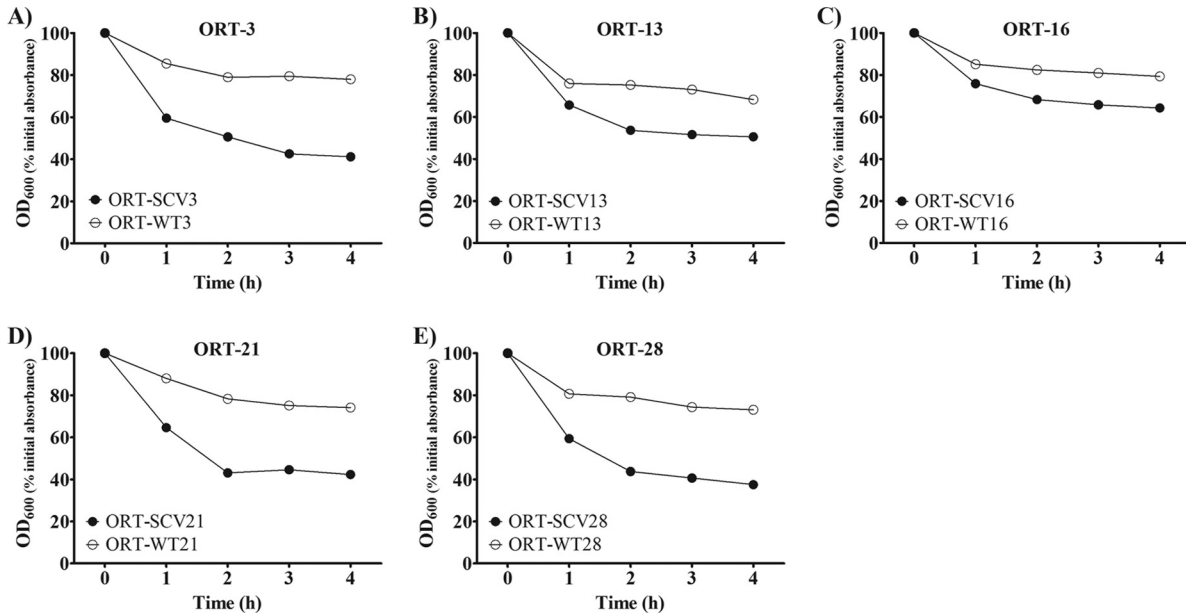 A)
ORT-3
OD600 (% initial absorbance)
100
80
60
40
20
0
ORT-SCV3
ORT-WT3
0 1 2 3 4
Time (h)
B)
ORT-13
OD600 (% initial absorbance)
100
80
60
40
20
0
ORT-SCV13
ORT-WT13
0 1 2 3 4
Time (h)
C)
ORT-16
OD600 (% initial absorbance)
100
80
60
40
20
0
ORT-SCV16
ORT-WT16
0 1 2 3 4
Time (h)
D)
ORT-21
OD600 (% initial absorbance)
100
80
60
40
20
0
ORT-SCV21
ORT-WT21
0 1 2 3 4
Time (h)
E)
ORT-28
OD600 (% initial absorbance)
100
80
60
40
20
0
ORT-SCV28
ORT-WT28
0 1 2 3 4
Time (h)